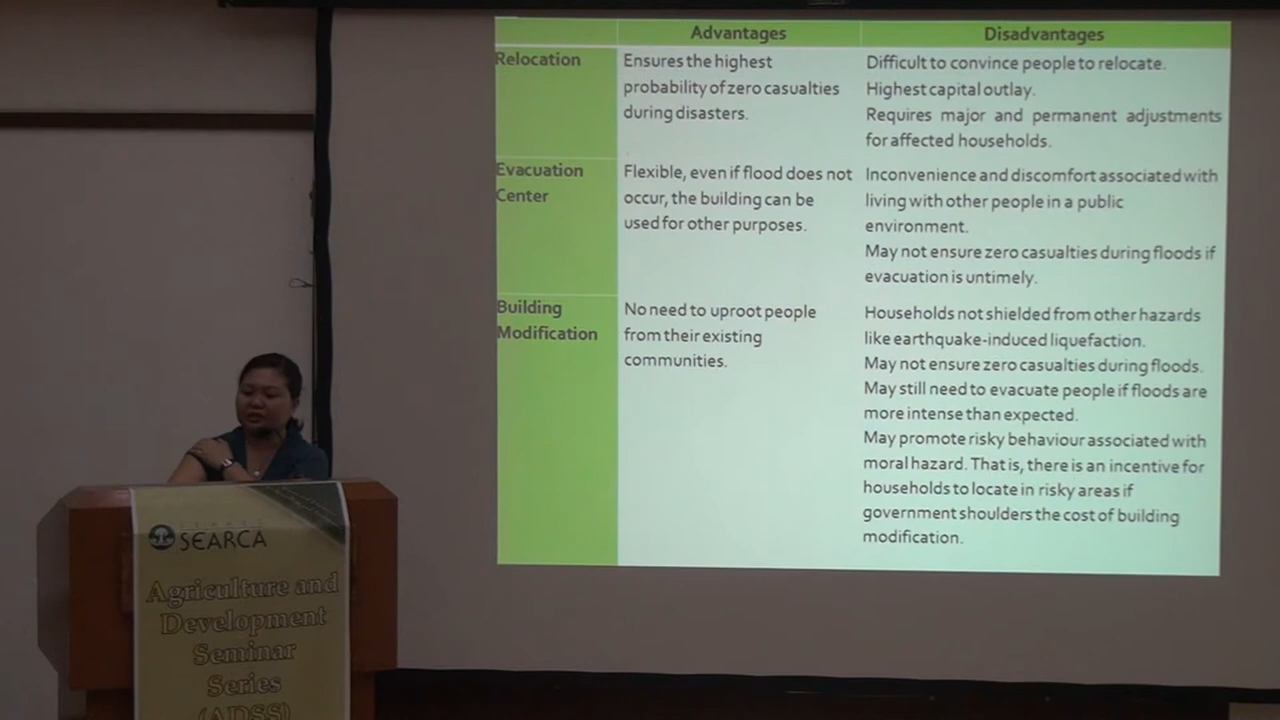 Advantages
Disadvantages
Relocation
Ensures the highest
probability of zero casualties
during disasters.
Difficult to convince people to relocate.
Highest capital outlay.
Requires major and permanent adjustments
for affected households.
Evacuation
Center
Flexible, even if flood does not
occur, the building can be
used for other purposes.
Inconvenience and discomfort associated with
living with other people in a public
environment.
May not ensure zero casualties during floods if
evacuation is untimely.
Building
Modification
No need to uproot people
from their existing
communities.
Households not shielded from other hazards
like earthquake-induced liquefaction.
May not ensure zero casualties during floods.
May still need to evacuate people if floods are
more intense than expected.
May promote risky behaviour associated with
moral hazard. That is, there is an incentive for
households to locate in risky areas if
government shoulders the cost of building
modification.
SEARCA
Agriculture and
Development
Seminar
Series
(ADSS)